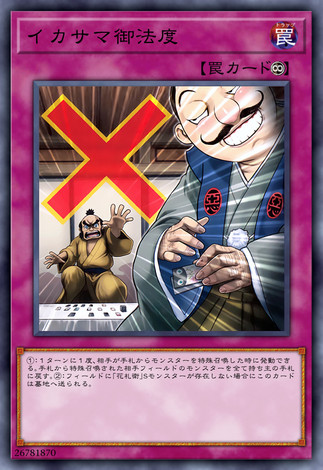 イカサマ御法度
トラップ
罠
【罠カード】
①：１ターンに１度、相手が手札からモンスターを特殊召喚した時に発動でき
る。手札から特殊召喚された相手フィールドのモンスターを全て持ち主の手札
に戻す。②：フィールドに「花札衛」Ｓモンスターが存在しない場合にこのカード
は墓地へ送られる。
26781870